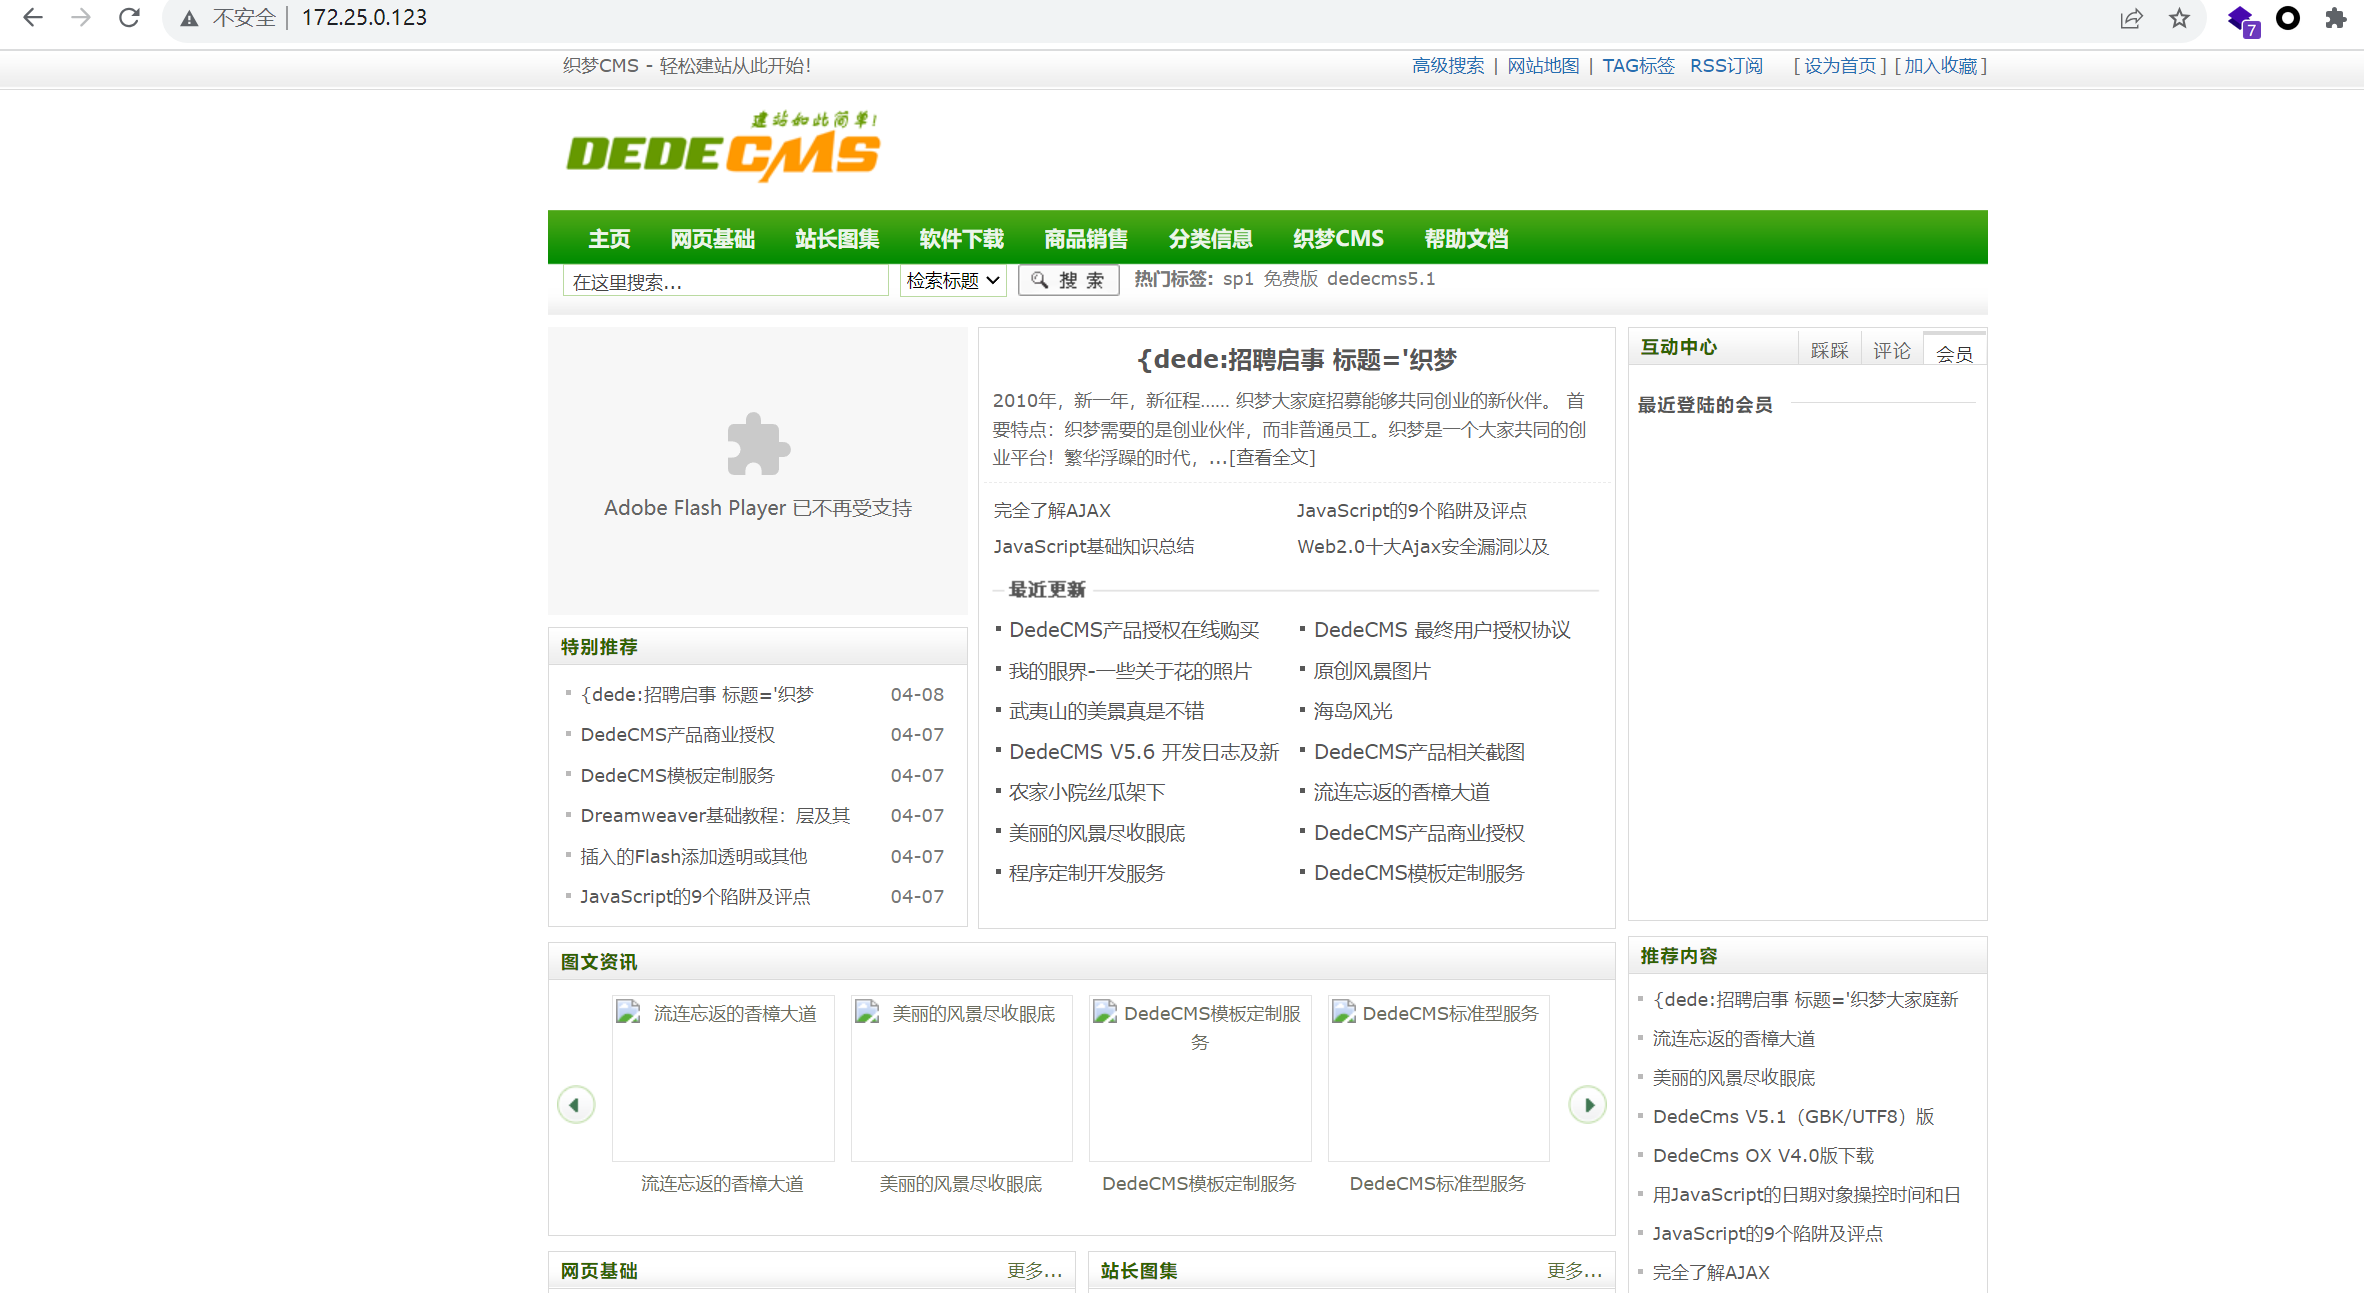 不安全 | 172.25.0.123
7
织梦CMS - 轻松建站从此开始！
高级搜索 | 网站地图 | TAG标签 RSS订阅 [ 设为首页 ] [ 加入收藏 ]
建站如此简单!
DEDECMS
主页 网页基础 站长图集 软件下载 商品销售 分类信息 织梦CMS 帮助文档
在这里搜索... 检索标题 搜 索 热门标签: sp1 免费版 dedecms5.1
Adobe Flash Player 已不再受支持
特别推荐
{dede:招聘启事 标题='织梦 04-08
DedeCMS产品商业授权 04-07
DedeCMS模板定制服务 04-07
Dreamweaver基础教程：层及其 04-07
插入的Flash添加透明或其他 04-07
JavaScript的9个陷阱及评点 04-07
{dede:招聘启事 标题='织梦
2010年，新一年，新征程…… 织梦大家庭招募能够共同创业的新伙伴。 首
要特点：织梦需要的是创业伙伴，而非普通员工。织梦是一个大家共同的创
业平台！繁华浮躁的时代，...[查看全文]
完全了解AJAX JavaScript的9个陷阱及评点
JavaScript基础知识总结 Web2.0十大Ajax安全漏洞以及
最近更新
DedeCMS产品授权在线购买 DedeCMS 最终用户授权协议
我的眼界-一些关于花的照片 原创风景图片
武夷山的美景真是不错 海岛风光
DedeCMS V5.6 开发日志及新 DedeCMS产品相关截图
农家小院丝瓜架下 流连忘返的香樟大道
美丽的风景尽收眼底 DedeCMS产品商业授权
程序定制开发服务 DedeCMS模板定制服务
互动中心 踩踩 评论 会员
最近登陆的会员
图文资讯
流连忘返的香樟大道 美丽的风景尽收眼底 DedeCMS模板定制服 DedeCMS标准型服务
务
流连忘返的香樟大道 美丽的风景尽收眼底 DedeCMS模板定制服务 DedeCMS标准型服务
推荐内容
{dede:招聘启事 标题='织梦大家庭新
流连忘返的香樟大道
美丽的风景尽收眼底
DedeCms V5.1（GBK/UTF8）版
DedeCms OX V4.0版下载
用JavaScript的日期对象操控时间和日
JavaScript的9个陷阱及评点
完全了解AJAX
网页基础 更多... 站长图集 更多...